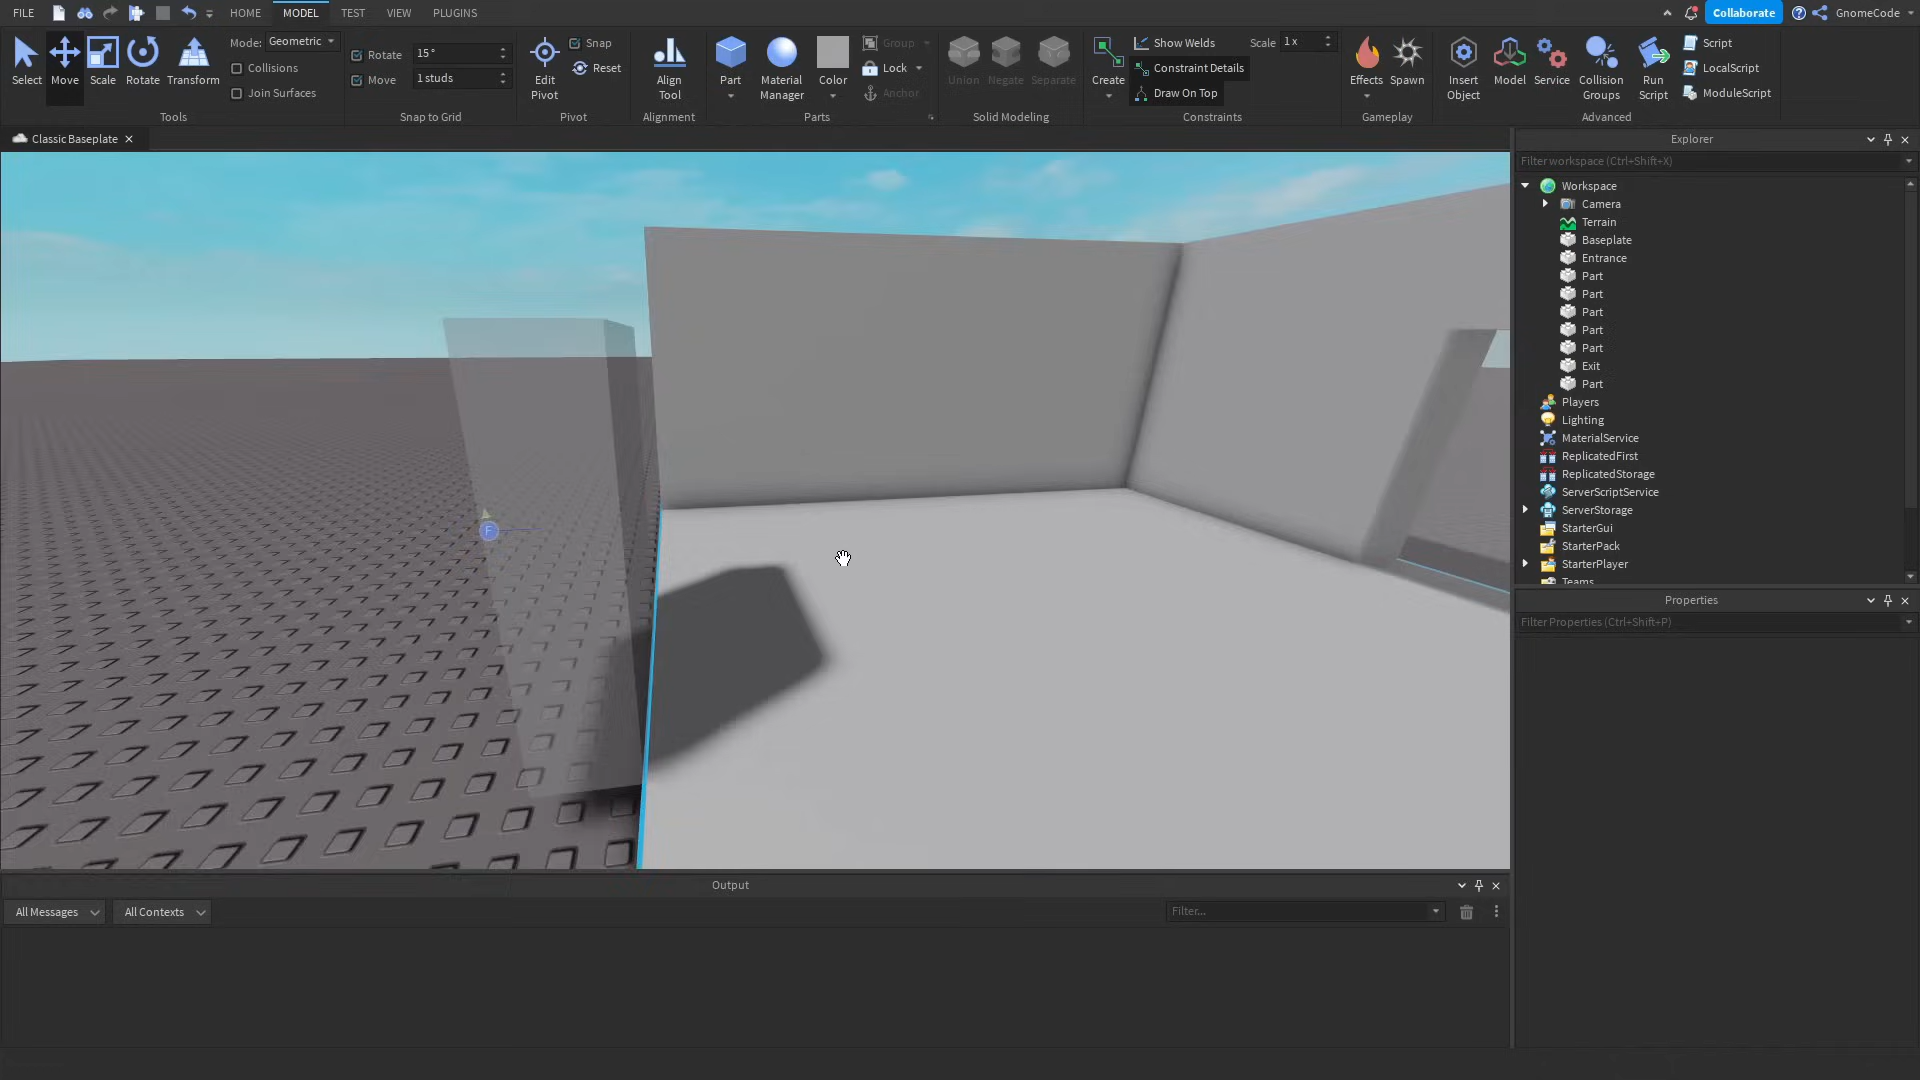 FILE HOME MODEL TEST VIEW PLUGINS Collaborate GnomeCode
Select Move Scale Rotate Transform
Mode: Geometric
Collisions
Join Surfaces
Tools
Rotate 15°
Move 1 studs
Snap to Grid
Edit Pivot
Snap
Reset
Pivot
Align Tool
Alignment
Part
Material Manager
Color
Group
Lock
Anchor
Parts
Union Negate Separate
Solid Modeling
Create
Show Welds
Scale 1 x
Constraint Details
Draw On Top
Constraints
Effects Spawn
Gameplay
Insert Object
Model
Service
Collision Groups
Run Script
Script
LocalScript
ModuleScript
Advanced
Classic Baseplate
F
Explorer
Filter workspace (Ctrl+Shift+X)
Workspace
Camera
Terrain
Baseplate
Entrance
Part
Part
Part
Part
Part
Exit
Part
Players
Lighting
MaterialService
ReplicatedFirst
ReplicatedStorage
ServerScriptService
ServerStorage
StarterGui
StarterPack
StarterPlayer
Teams
Properties
Filter Properties (Ctrl+Shift+P)
Output
All Messages All Contexts Filter...